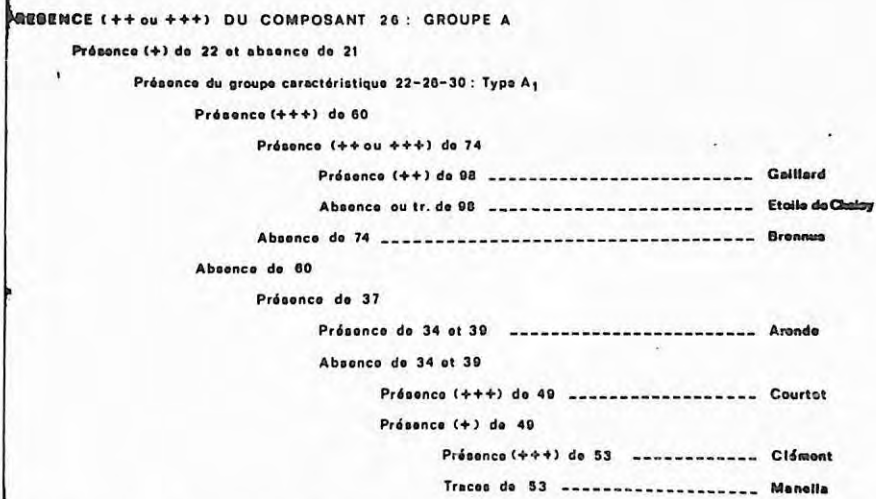 PRESENCE (++ ou +++) DU COMPOSANT 26 : GROUPE A
Présence (+) de 22 et absence de 21
Présence du groupe caractéristique 22-26-30 : Type A₁
Présence (+++) de 60
Présence (++ ou +++) de 74
Présence (++) de 98 ---------------------------- Gaillard
Absence ou tr. de 98 ---------------------------- Etoile de Choisy
Absence de 74 ---------------------------------------- Brennus
Absence de 60
Présence de 37
Présence de 34 et 39 -------------------------- Aronde
Absence de 34 et 39
Présence (+++) de 49 -------------------- Courtot
Présence (+) de 49
Présence (+++) de 53 ------------- Clément
Traces de 53 --------------------- Manella